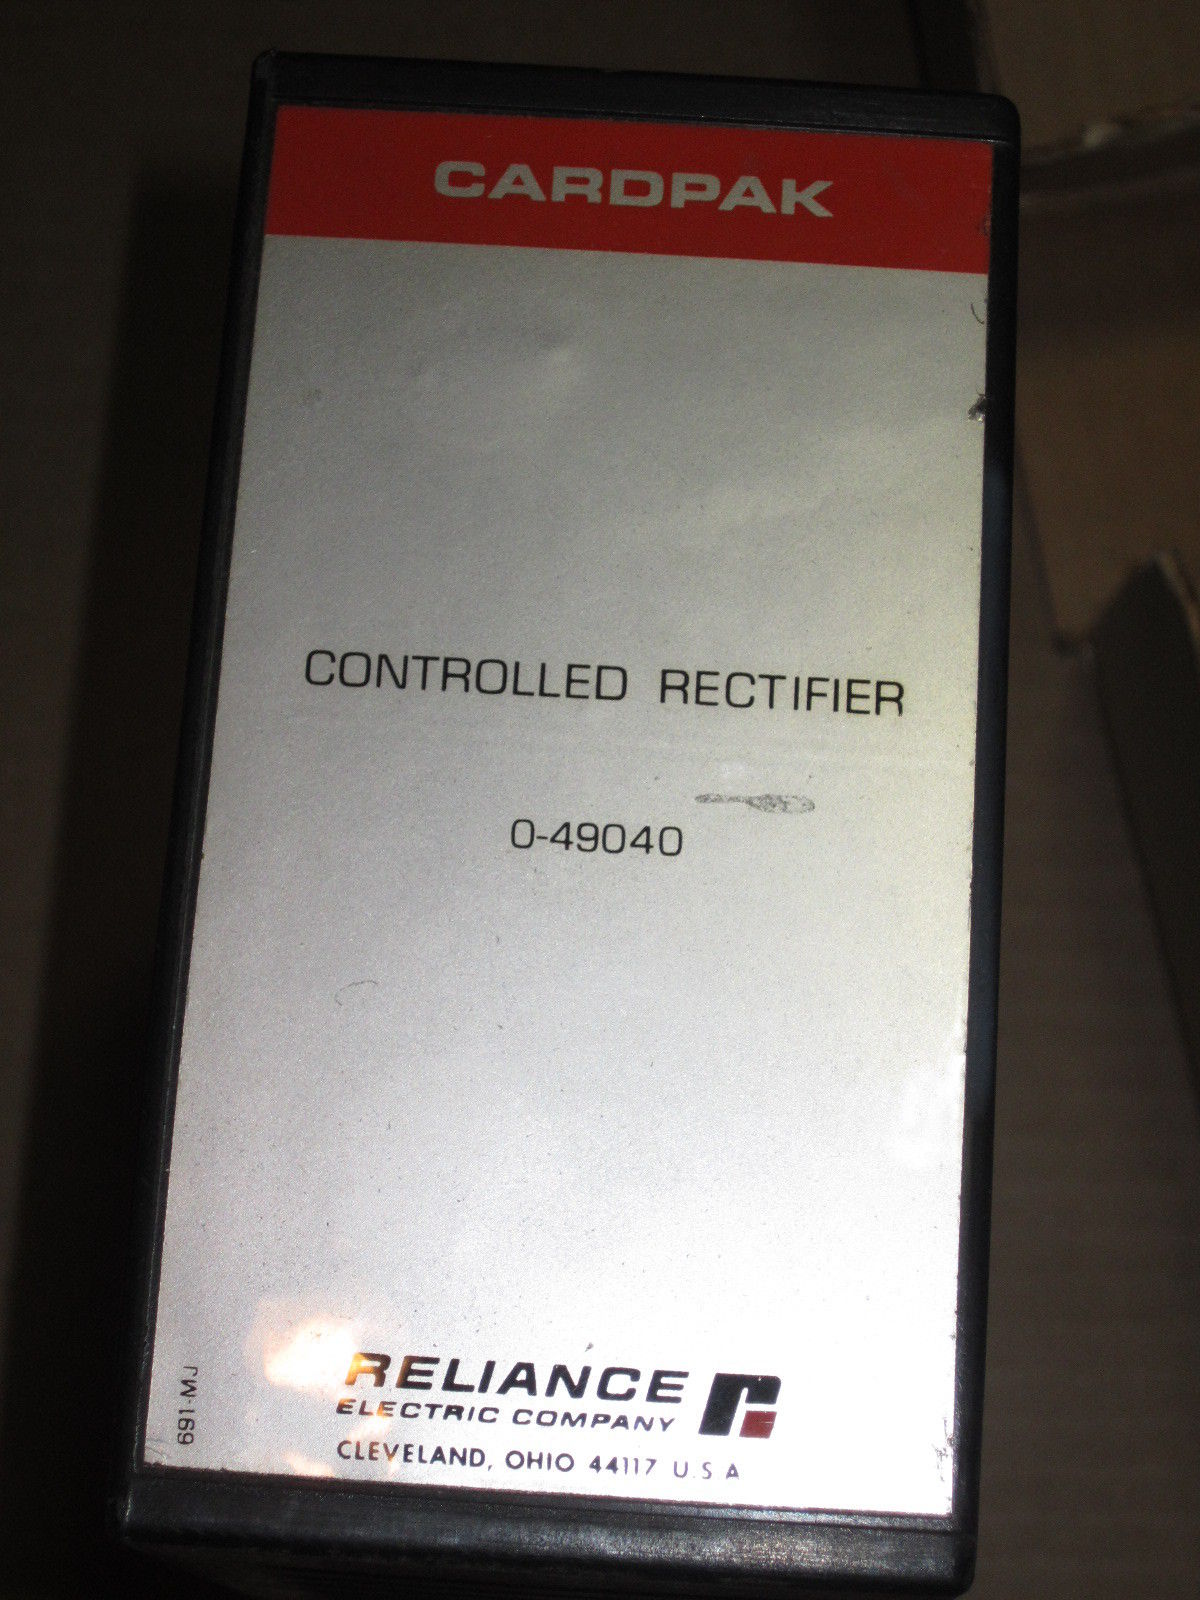 CARDPAK
CONTROLLED RECTIFIER
0-49040
RELIANCE
ELECTRIC COMPANY
CLEVELAND, OHIO 44117 U.S.A
691-MJ